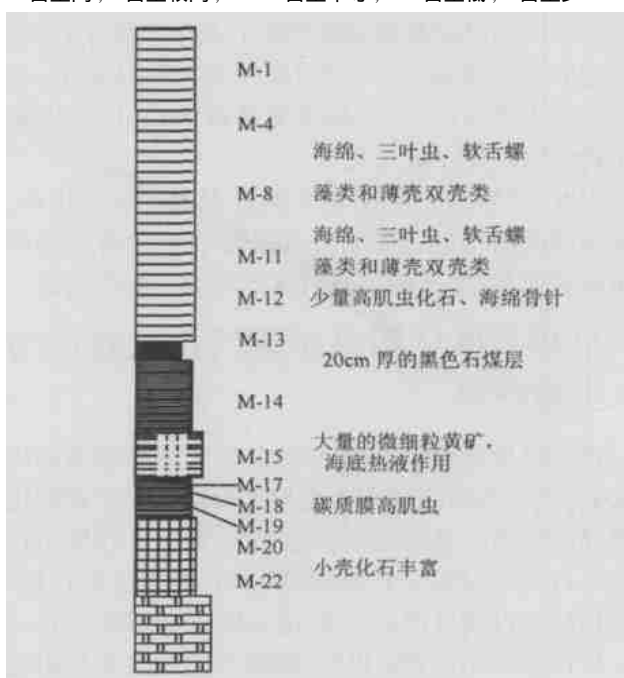 M-1
M-4
海绵、三叶虫、软舌螺
M-8 藻类和薄壳双壳类
海绵、三叶虫、软舌螺
M-11
藻类和薄壳双壳类
M-12 少量高肌虫化石、海绵骨针
M-13
20cm 厚的黑色石煤层
M-14
大量的微细粒黄矿、
M-15
海底热液作用
M-17
M-18 碳质膜高肌虫
M-19
M-20
小壳化石丰富
M-22